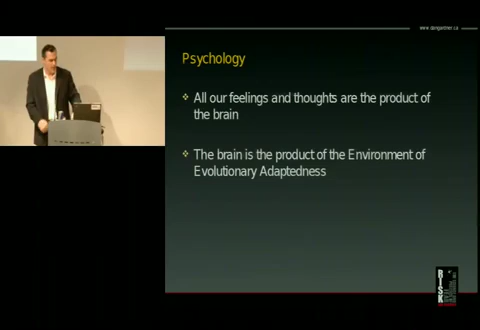 www.dangardner.ca
Psychology
All our feelings and thoughts are the product of
the brain
The brain is the product of the Environment of
Evolutionary Adaptedness
RISK